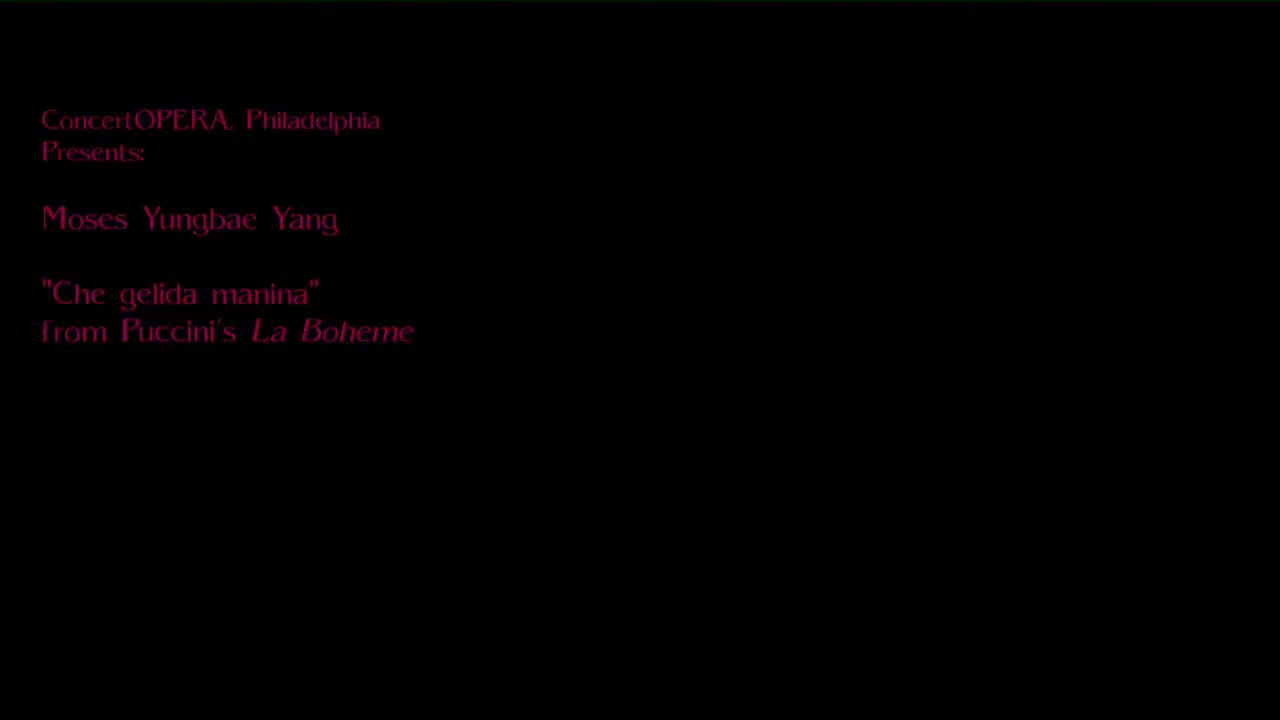 ConcertOPERA, Philadelphia
Presents:
Moses Yungbae Yang
"Che gelida manina"
from Puccini's La Boheme